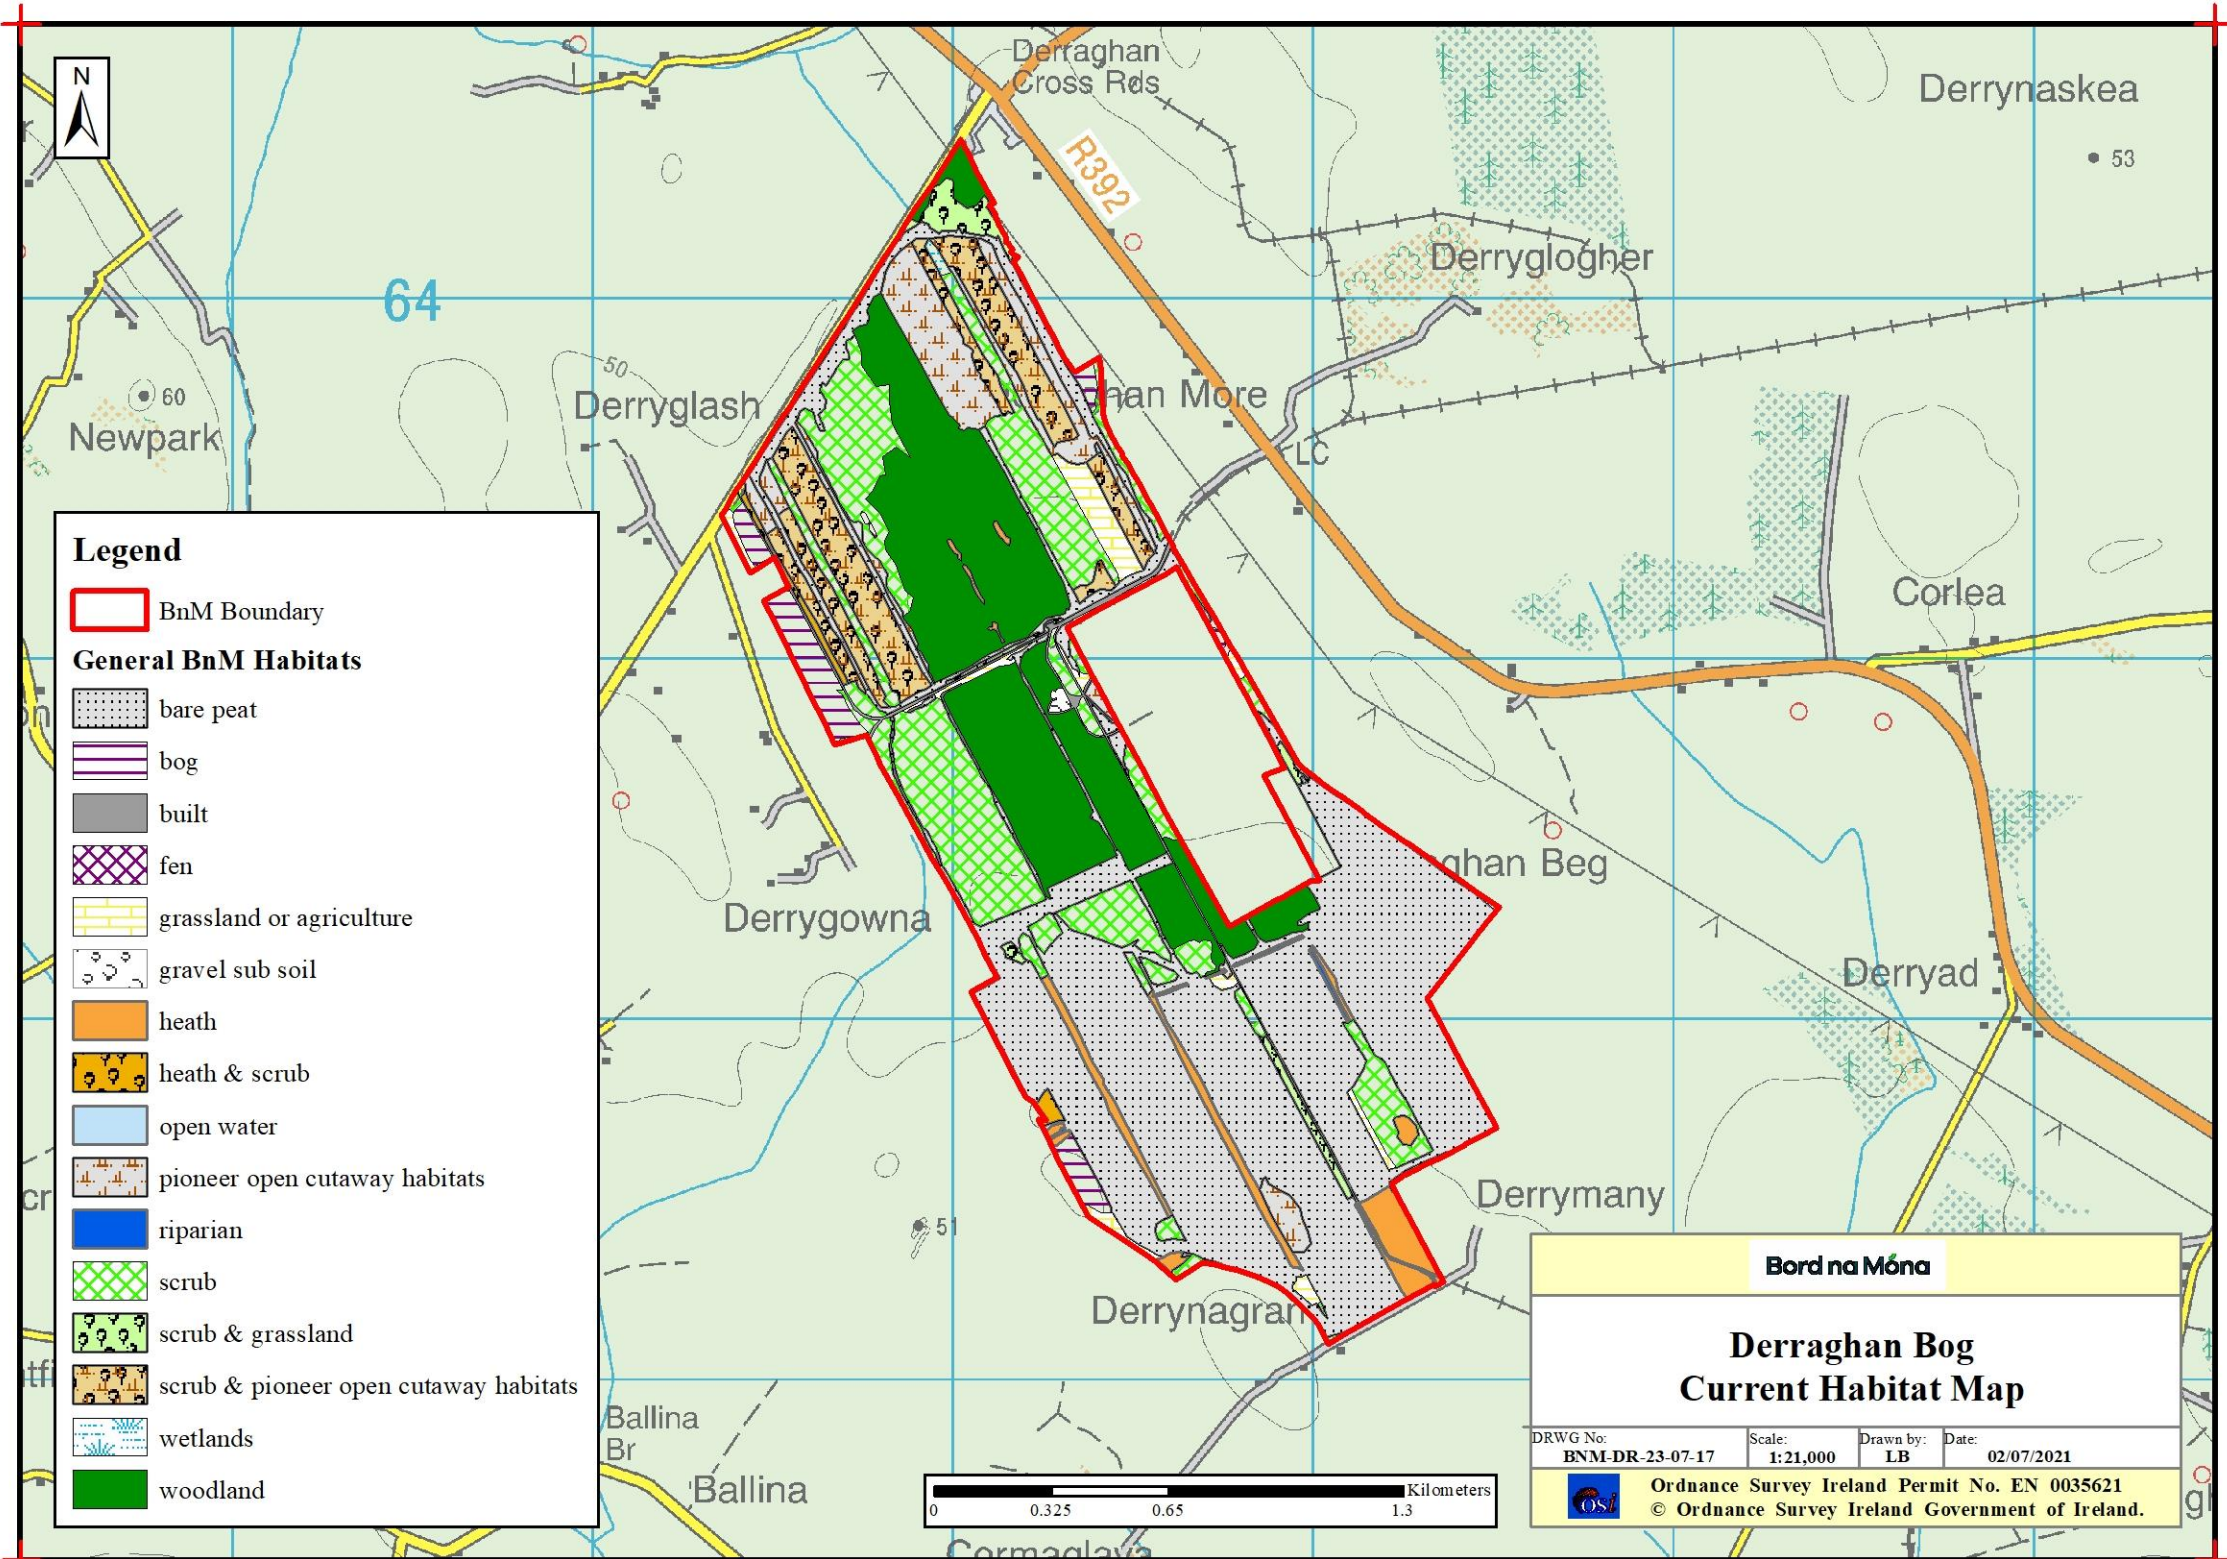 N
Derraghan
Cross Rds
Derrynaskea
53
R392
Derryglogher
64
50
60
Derryglash
han More
Newpark
LC
Corlea
ghan Beg
Derrygowna
Derryad
Derrymany
51
Derrynagran
Ballina
Br
Ballina
Cormaglava
Legend
BnM Boundary
General BnM Habitats
bare peat
bog
built
fen
grassland or agriculture
gravel sub soil
heath
heath & scrub
open water
pioneer open cutaway habitats
riparian
scrub
scrub & grassland
scrub & pioneer open cutaway habitats
wetlands
woodland
Kilometers
0 0.325 0.65 1.3
Bord na Móna
Derraghan Bog
Current Habitat Map
DRWG No: BNM-DR-23-07-17
Scale: 1:21,000
Drawn by: LB
Date: 02/07/2021
osi
Ordnance Survey Ireland Permit No. EN 0035621
© Ordnance Survey Ireland Government of Ireland.